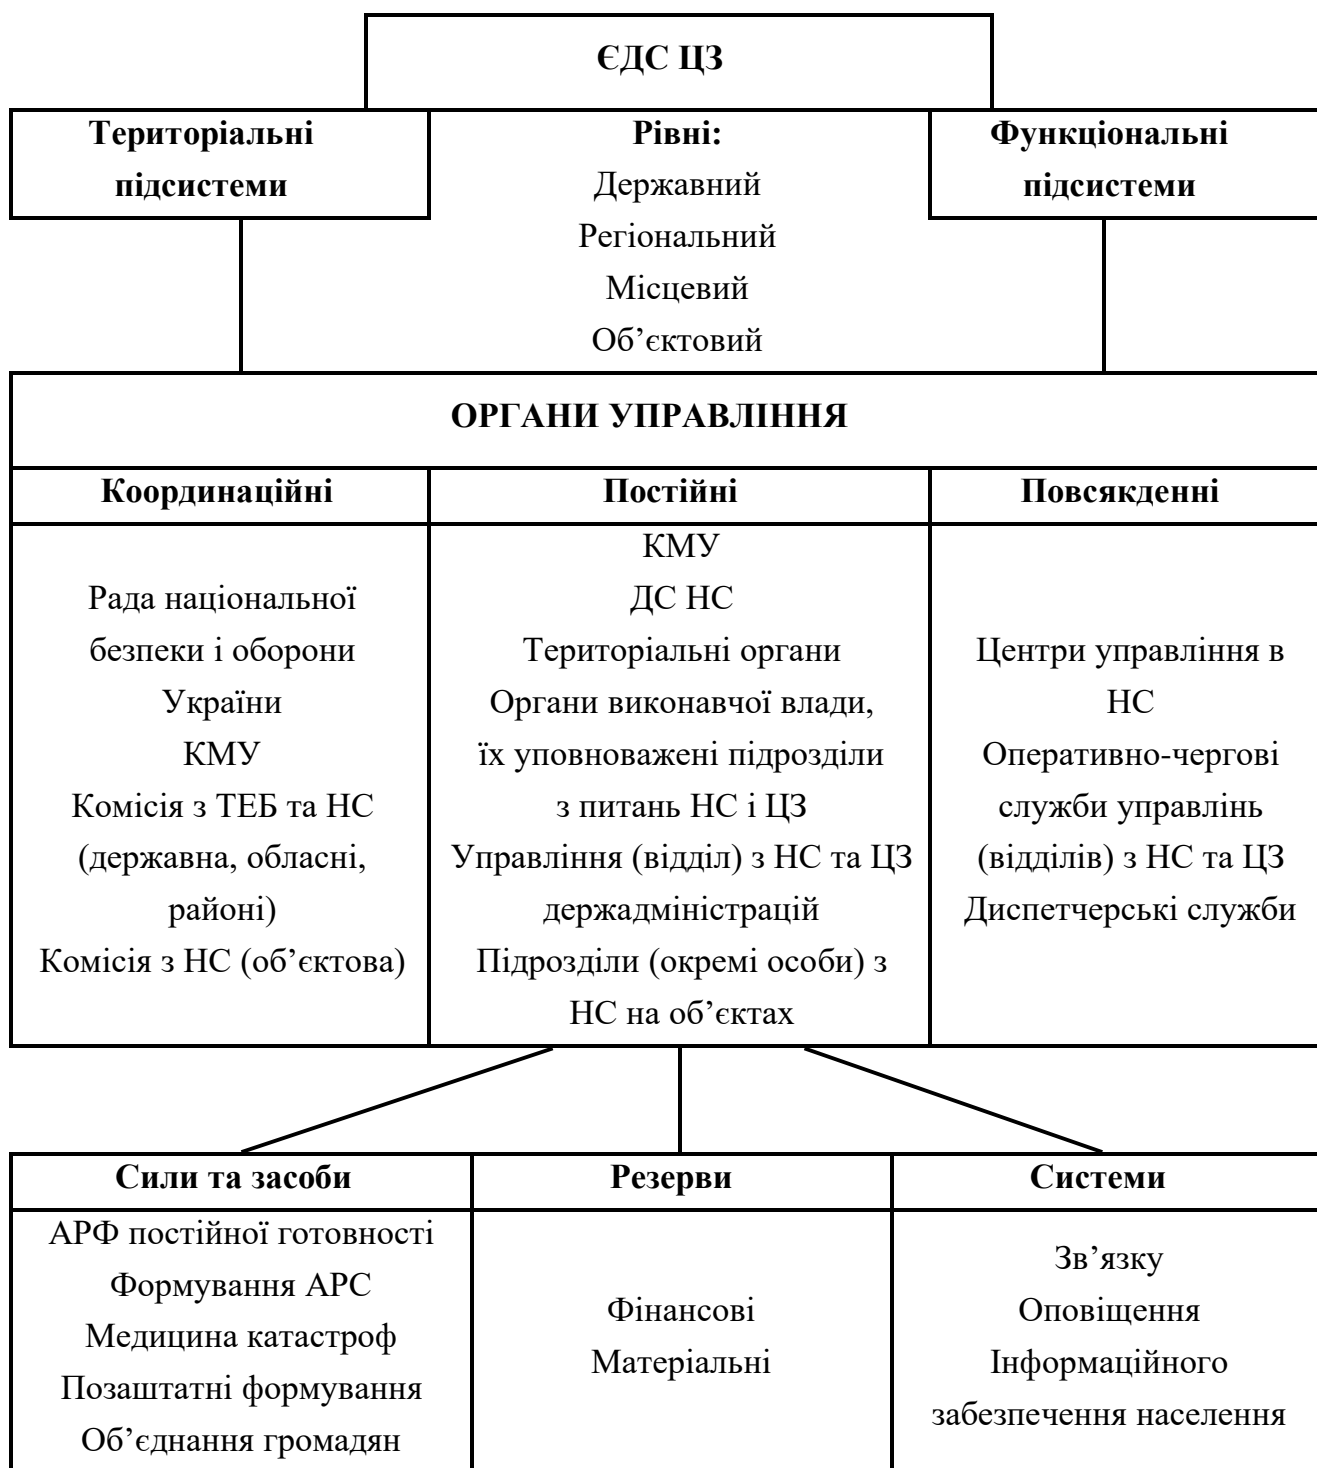 ЄДС ЦЗ
Територіальні
підсистеми
Рівні:
Державний
Регіональний
Місцевий
Об’єктовий
Функціональні
підсистеми
ОРГАНИ УПРАВЛІННЯ
Координаційні
Постійні
Повсякденні
Рада національної
безпеки і оборони
України
КМУ
Комісія з ТЕБ та НС
(державна, обласні,
районі)
Комісія з НС (об’єктова)
КМУ
ДС НС
Територіальні органи
Органи виконавчої влади,
їх уповноважені підрозділи
з питань НС і ЦЗ
Управління (відділ) з НС та ЦЗ
держадміністрацій
Підрозділи (окремі особи) з
НС на об’єктах
Центри управління в
НС
Оперативно-чергові
служби управлінь
(відділів) з НС та ЦЗ
Диспетчерські служби
Сили та засоби
Резерви
Системи
АРФ постійної готовності
Формування АРС
Медицина катастроф
Позаштатні формування
Об’єднання громадян
Фінансові
Матеріальні
Зв’язку
Оповіщення
Інформаційного
забезпечення населення